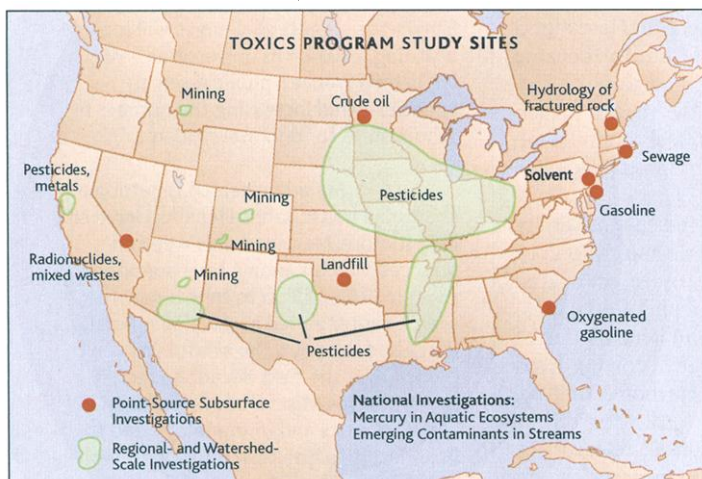 TOXICS PROGRAM STUDY SITES
Mining
Crude oil
Hydrology of
fractured rock
Pesticides,
metals
Mining
Pesticides
Solvent
Sewage
Gasoline
Mining
Radionuclides,
mixed wastes
Mining
Landfill
Oxygenated
gasoline
Pesticides
Point-Source Subsurface
Investigations
Regional- and Watershed-
Scale Investigations
National Investigations:
Mercury in Aquatic Ecosystems
Emerging Contaminants in Streams